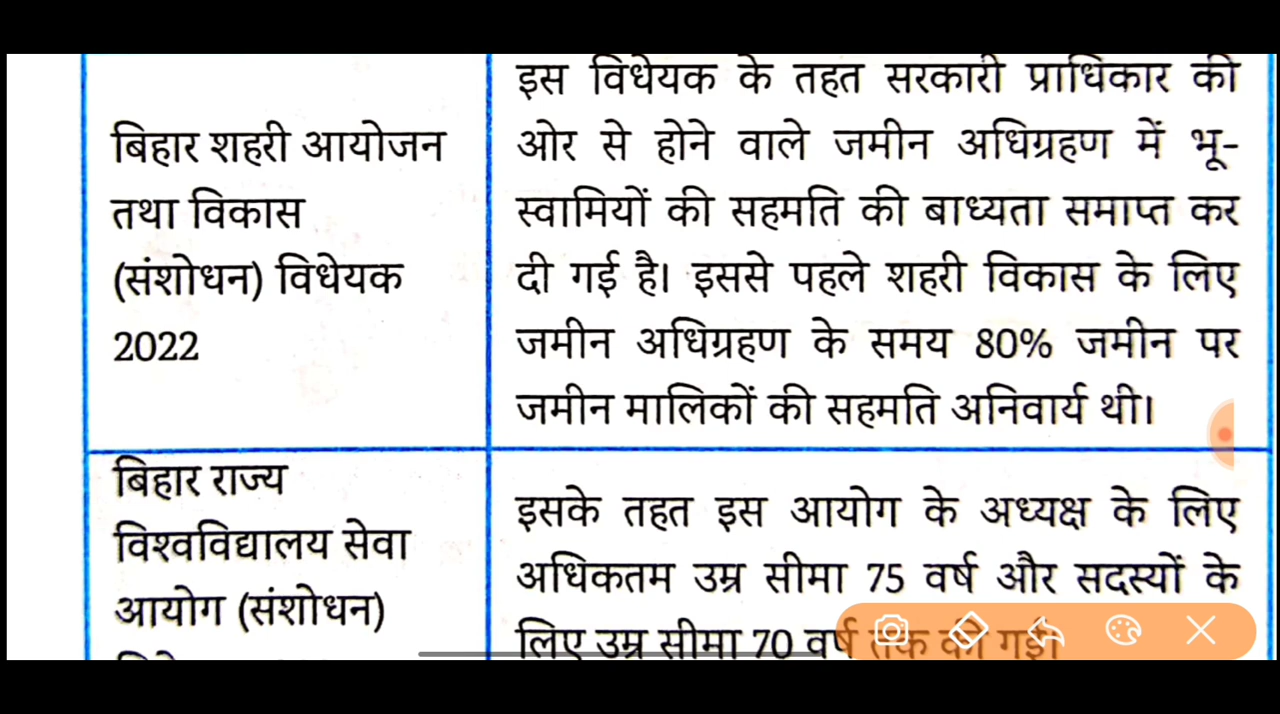 बिहार शहरी आयोजन
तथा विकास
(संशोधन) विधेयक
2022
इस विधेयक के तहत सरकारी प्राधिकार की
ओर से होने वाले जमीन अधिग्रहण में भू-
स्वामियों की सहमति की बाध्यता समाप्त कर
दी गई है। इससे पहले शहरी विकास के लिए
जमीन अधिग्रहण के समय 80% जमीन पर
जमीन मालिकों की सहमति अनिवार्य थी।
बिहार राज्य
विश्वविद्यालय सेवा
आयोग (संशोधन)
इसके तहत इस आयोग के अध्यक्ष के लिए
अधिकतम उम्र सीमा 75 वर्ष और सदस्यों के
लिए उम्र सीमा 70 वर्ष तक की गई।